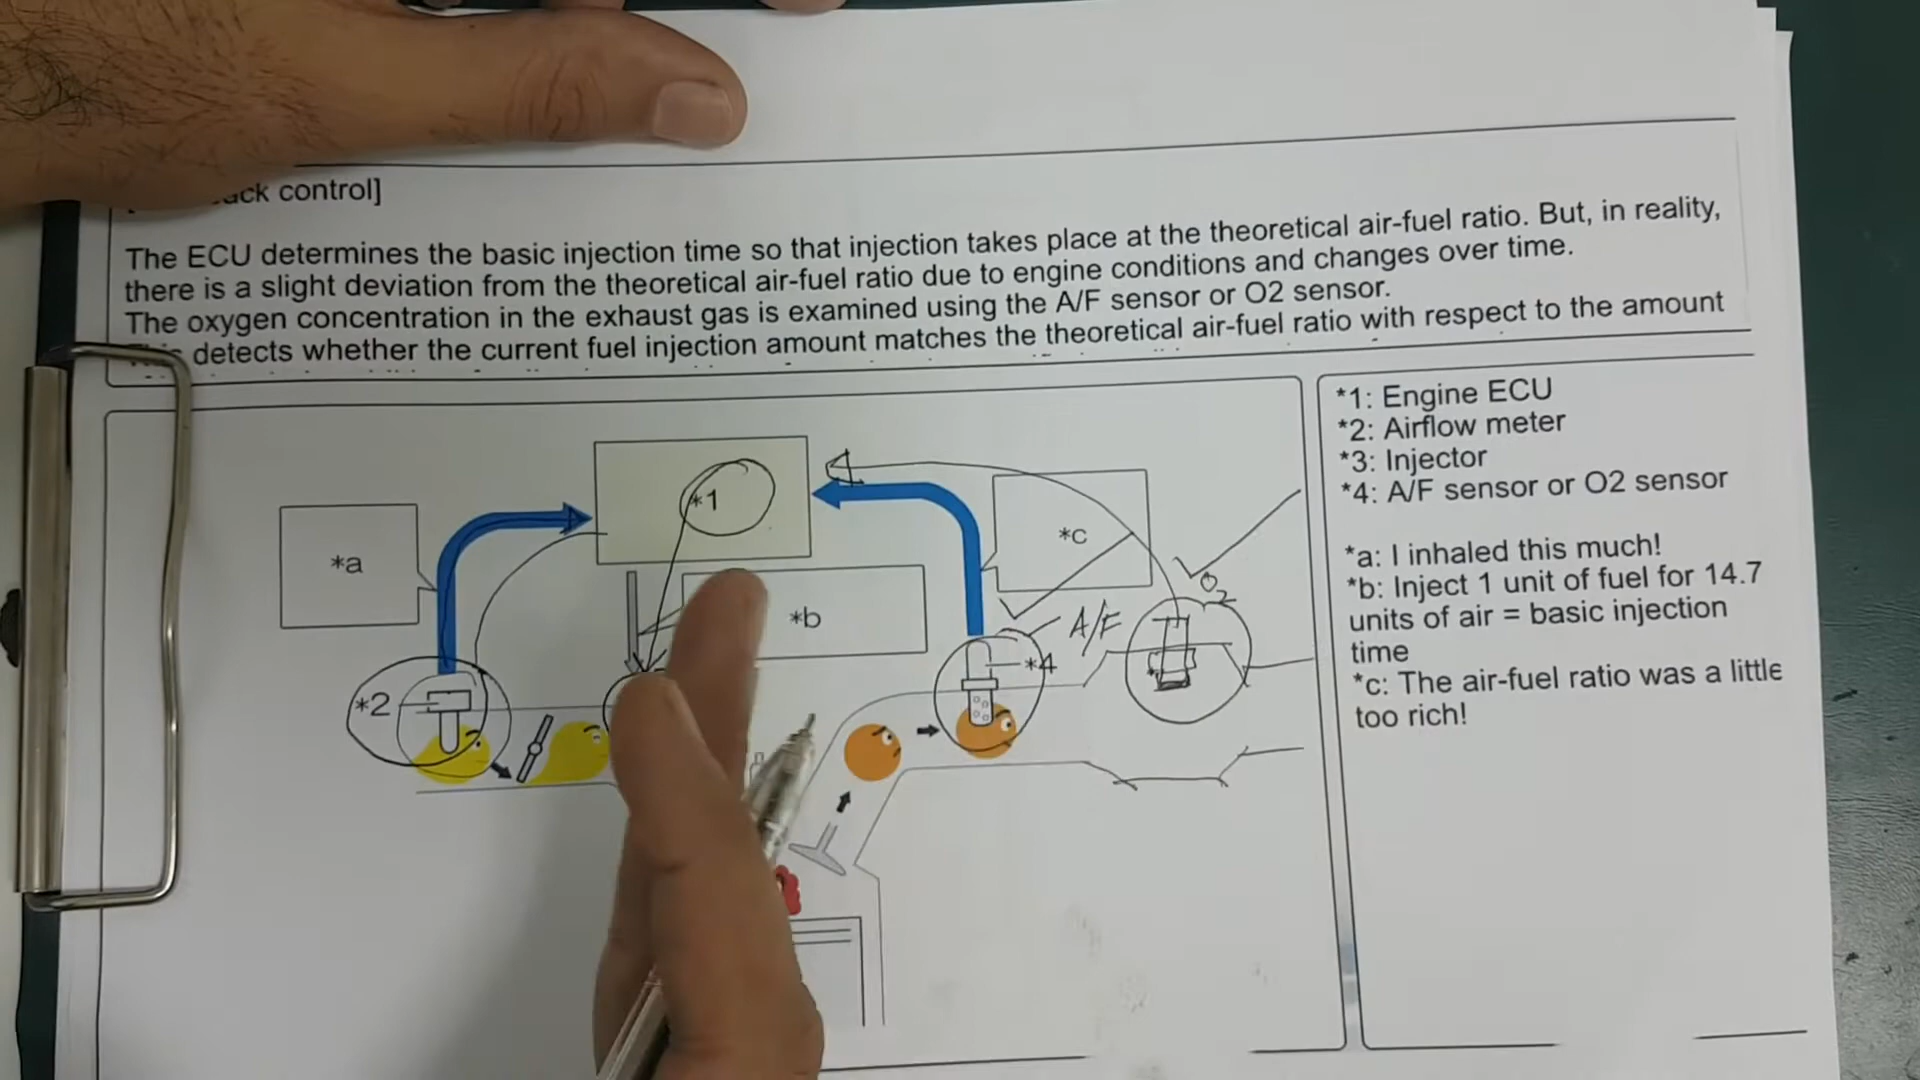 control]
The ECU determines the basic injection time so that injection takes place at the theoretical air-fuel ratio. But, in reality,
there is a slight deviation from the theoretical air-fuel ratio due to engine conditions and changes over time.
The oxygen concentration in the exhaust gas is examined using the A/F sensor or O2 sensor.
detects whether the current fuel injection amount matches the theoretical air-fuel ratio with respect to the amount
*1
*a
*c
*b
O2
A/F
*4
*2
*1: Engine ECU
*2: Airflow meter
*3: Injector
*4: A/F sensor or O2 sensor
*a: I inhaled this much!
*b: Inject 1 unit of fuel for 14.7
units of air = basic injection
time
*c: The air-fuel ratio was a little
too rich!